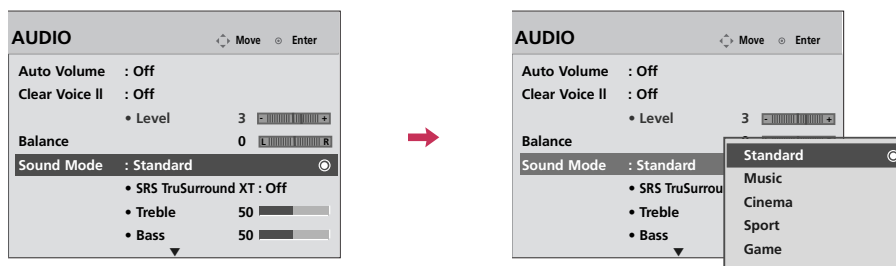 AUDIO Move Enter
Auto Volume : Off
Clear Voice II : Off
• Level 3 - +
Balance 0 L R
Sound Mode : Standard
• SRS TruSurround XT : Off
• Treble 50
• Bass 50
AUDIO Move Enter
Auto Volume : Off
Clear Voice II : Off
• Level 3 - +
Balance
Sound Mode : Standard
• SRS TruSurrou
• Treble
• Bass
Standard
Music
Cinema
Sport
Game